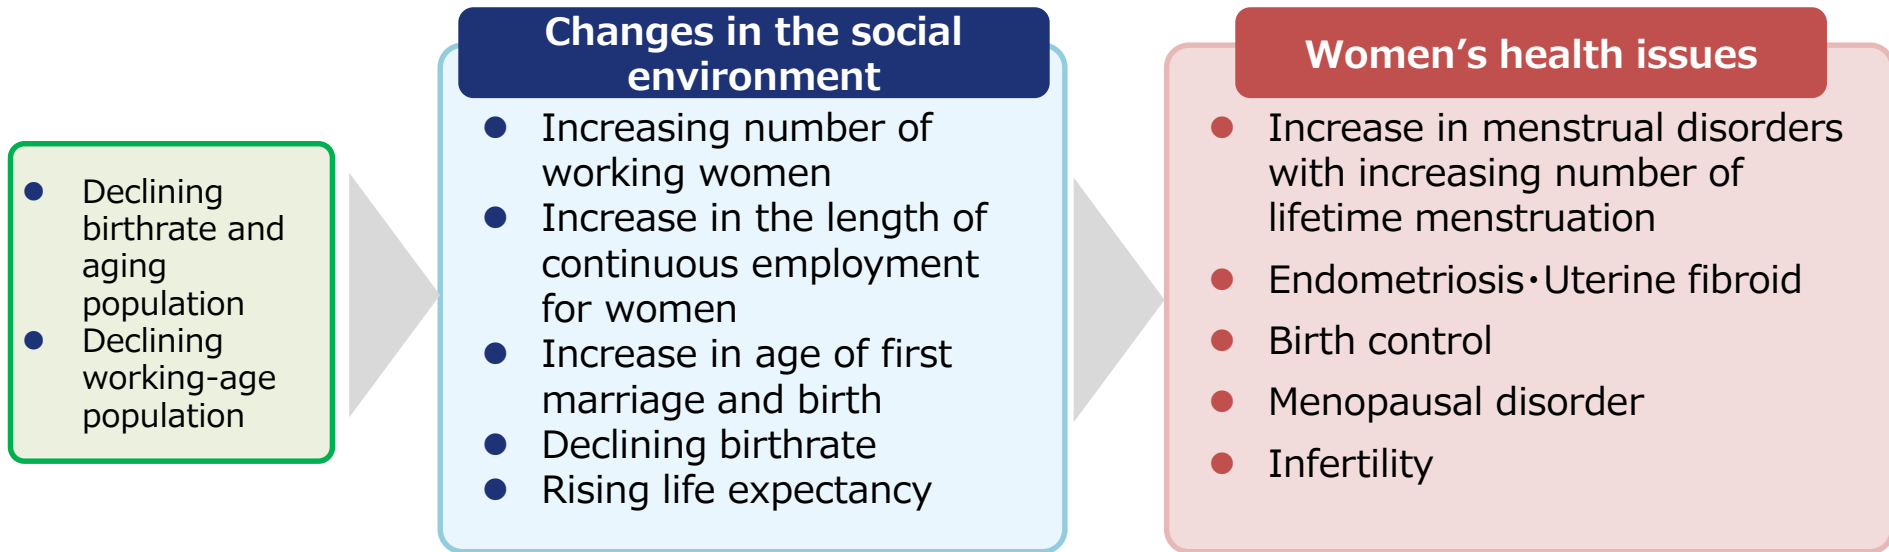 Declining
birthrate and
aging
population
Declining
working-age
population
Changes in the social
environment
Increasing number of
working women
Increase in the length of
continuous employment
for women
Increase in age of first
marriage and birth
Declining birthrate
Rising life expectancy
Women’s health issues
Increase in menstrual disorders
with increasing number of
lifetime menstruation
Endometriosis・Uterine fibroid
Birth control
Menopausal disorder
Infertility